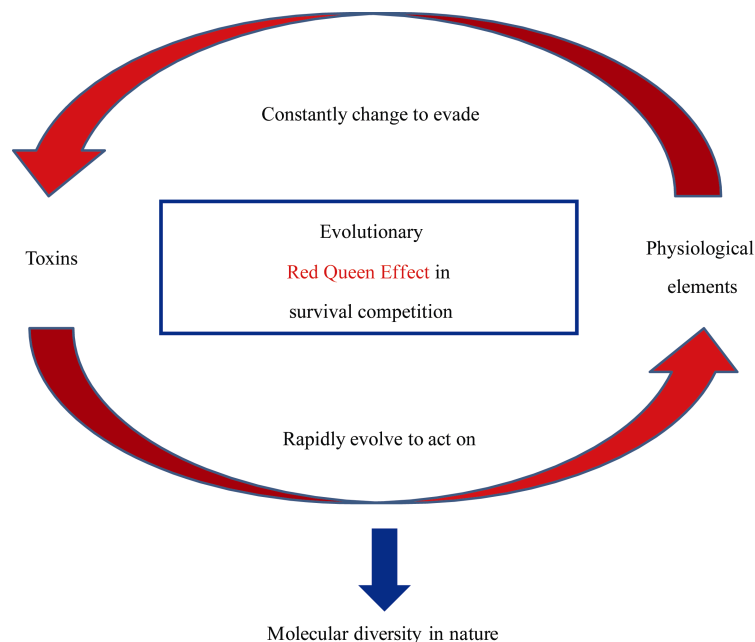 Constantly change to evade
Toxins
Evolutionary
Red Queen Effect in
survival competition
Physiological
elements
Rapidly evolve to act on
Molecular diversity in nature